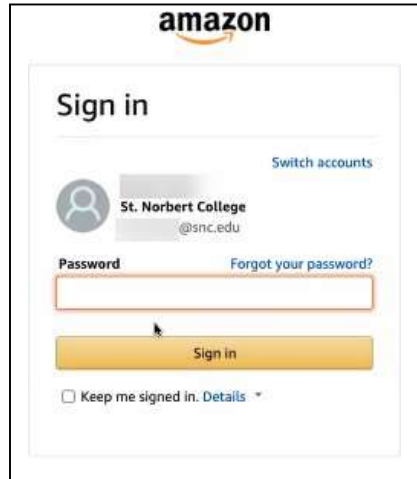 amazon
Sign in
Switch accounts
St. Norbert College
@snc.edu
Password Forgot your password?
Sign in
Keep me signed in. Details